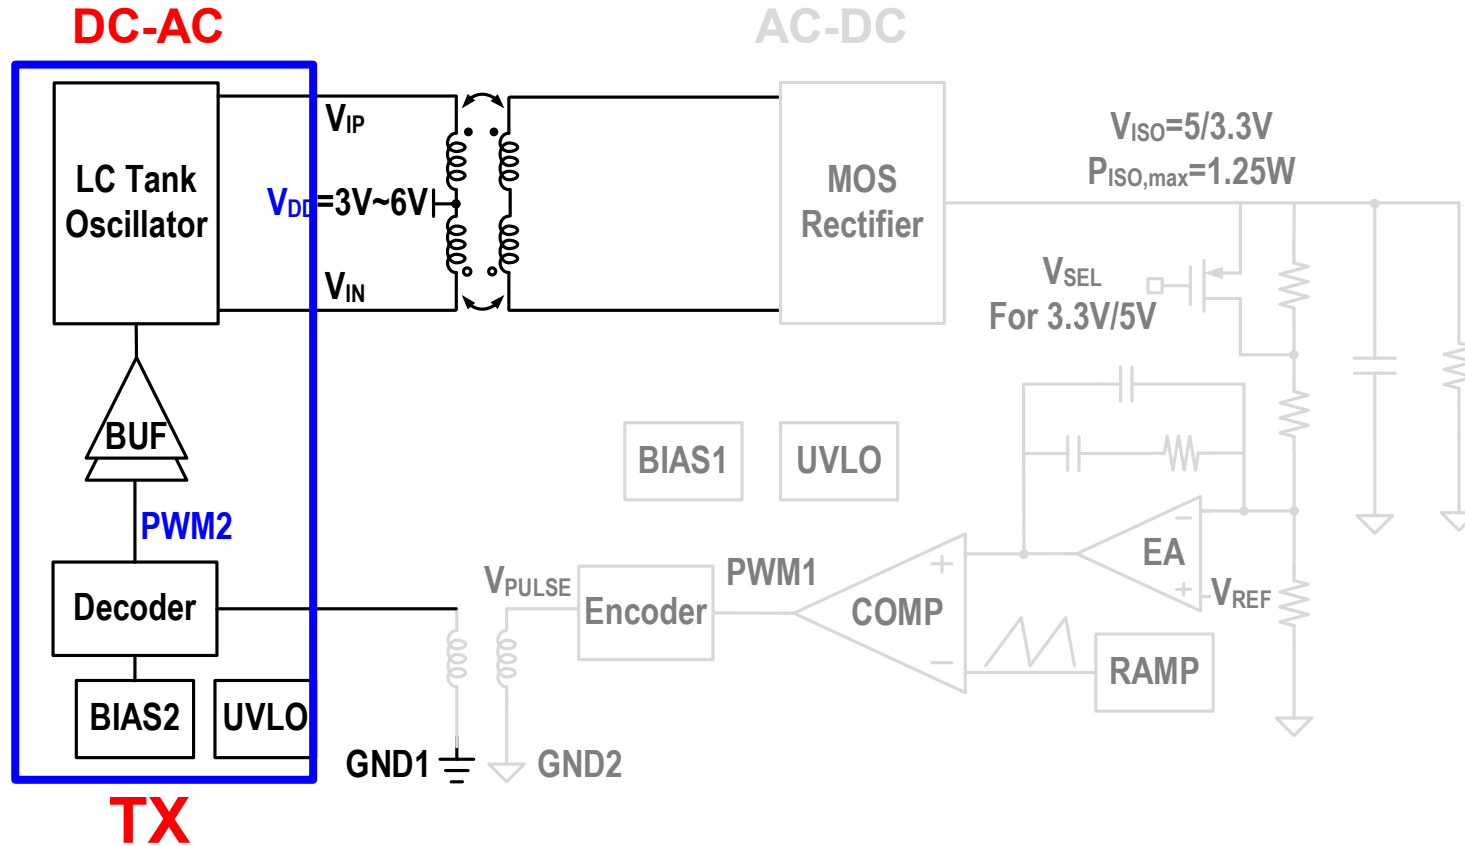 DC-AC
AC-DC
LC Tank
Oscillator
VIP
VDD=3V~6V
VIN
MOS
Rectifier
VISO=5/3.3V
PISO,max=1.25W
VSEL
For 3.3V/5V
BUF
PWM2
BIAS1
UVLO
Decoder
VPULSE
Encoder
PWM1
COMP
+
−
EA
−
+
VREF
RAMP
BIAS2
UVLO
GND1
GND2
TX